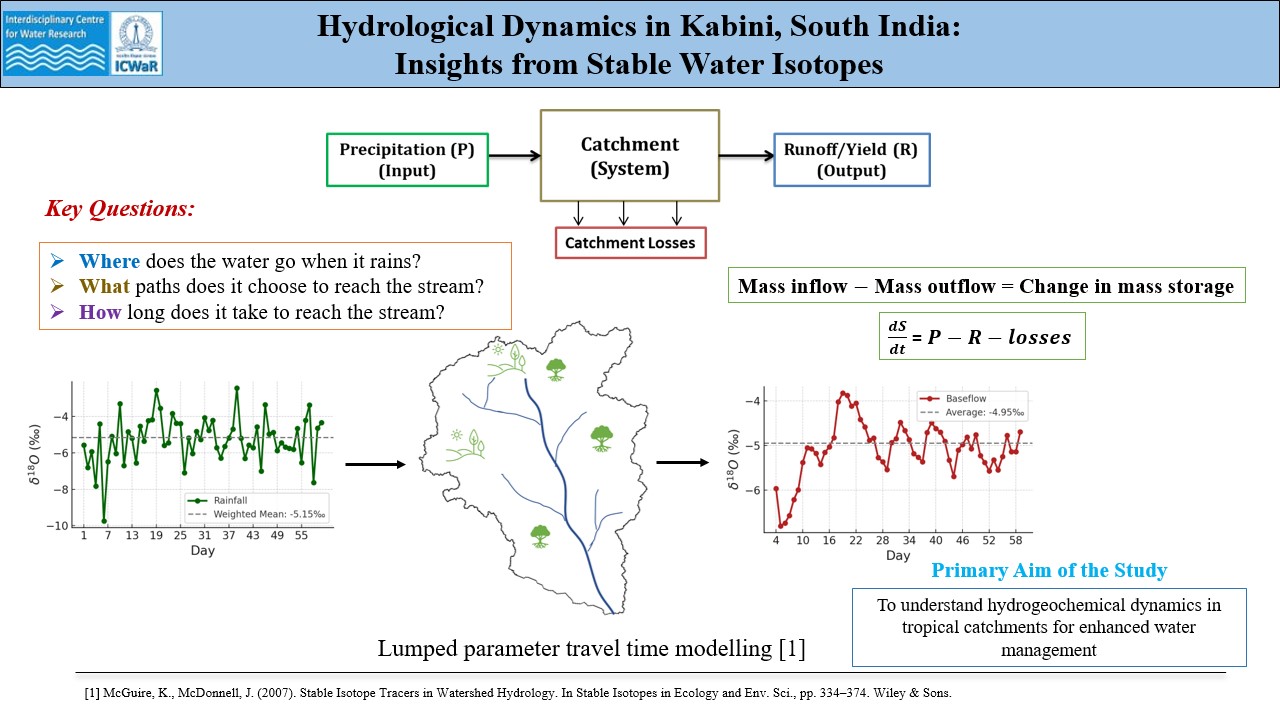 Interdisciplinary Centre
for Water Research
ICWaR
Hydrological Dynamics in Kabini, South India:
Insights from Stable Water Isotopes
Precipitation (P)
(Input)
Catchment
(System)
Runoff/Yield (R)
(Output)
Catchment Losses
Key Questions:
Where does the water go when it rains?
What paths does it choose to reach the stream?
How long does it take to reach the stream?
Mass inflow − Mass outflow = Change in mass storage
dS/dt = P − R − losses
δ¹⁸O (‰)
−4
−6
−8
−10
Rainfall
Weighted Mean: -5.15‰
1 7 13 19 25 31 37 43 49 55
Day
δ¹⁸O (‰)
−4
−5
−6
Baseflow
Average: -4.95‰
4 10 16 22 28 34 40 46 52 58
Day
Primary Aim of the Study
To understand hydrogeochemical dynamics in
tropical catchments for enhanced water
management
Lumped parameter travel time modelling [1]
[1] McGuire, K., McDonnell, J. (2007). Stable Isotope Tracers in Watershed Hydrology. In Stable Isotopes in Ecology and Env. Sci., pp. 334–374. Wiley & Sons.